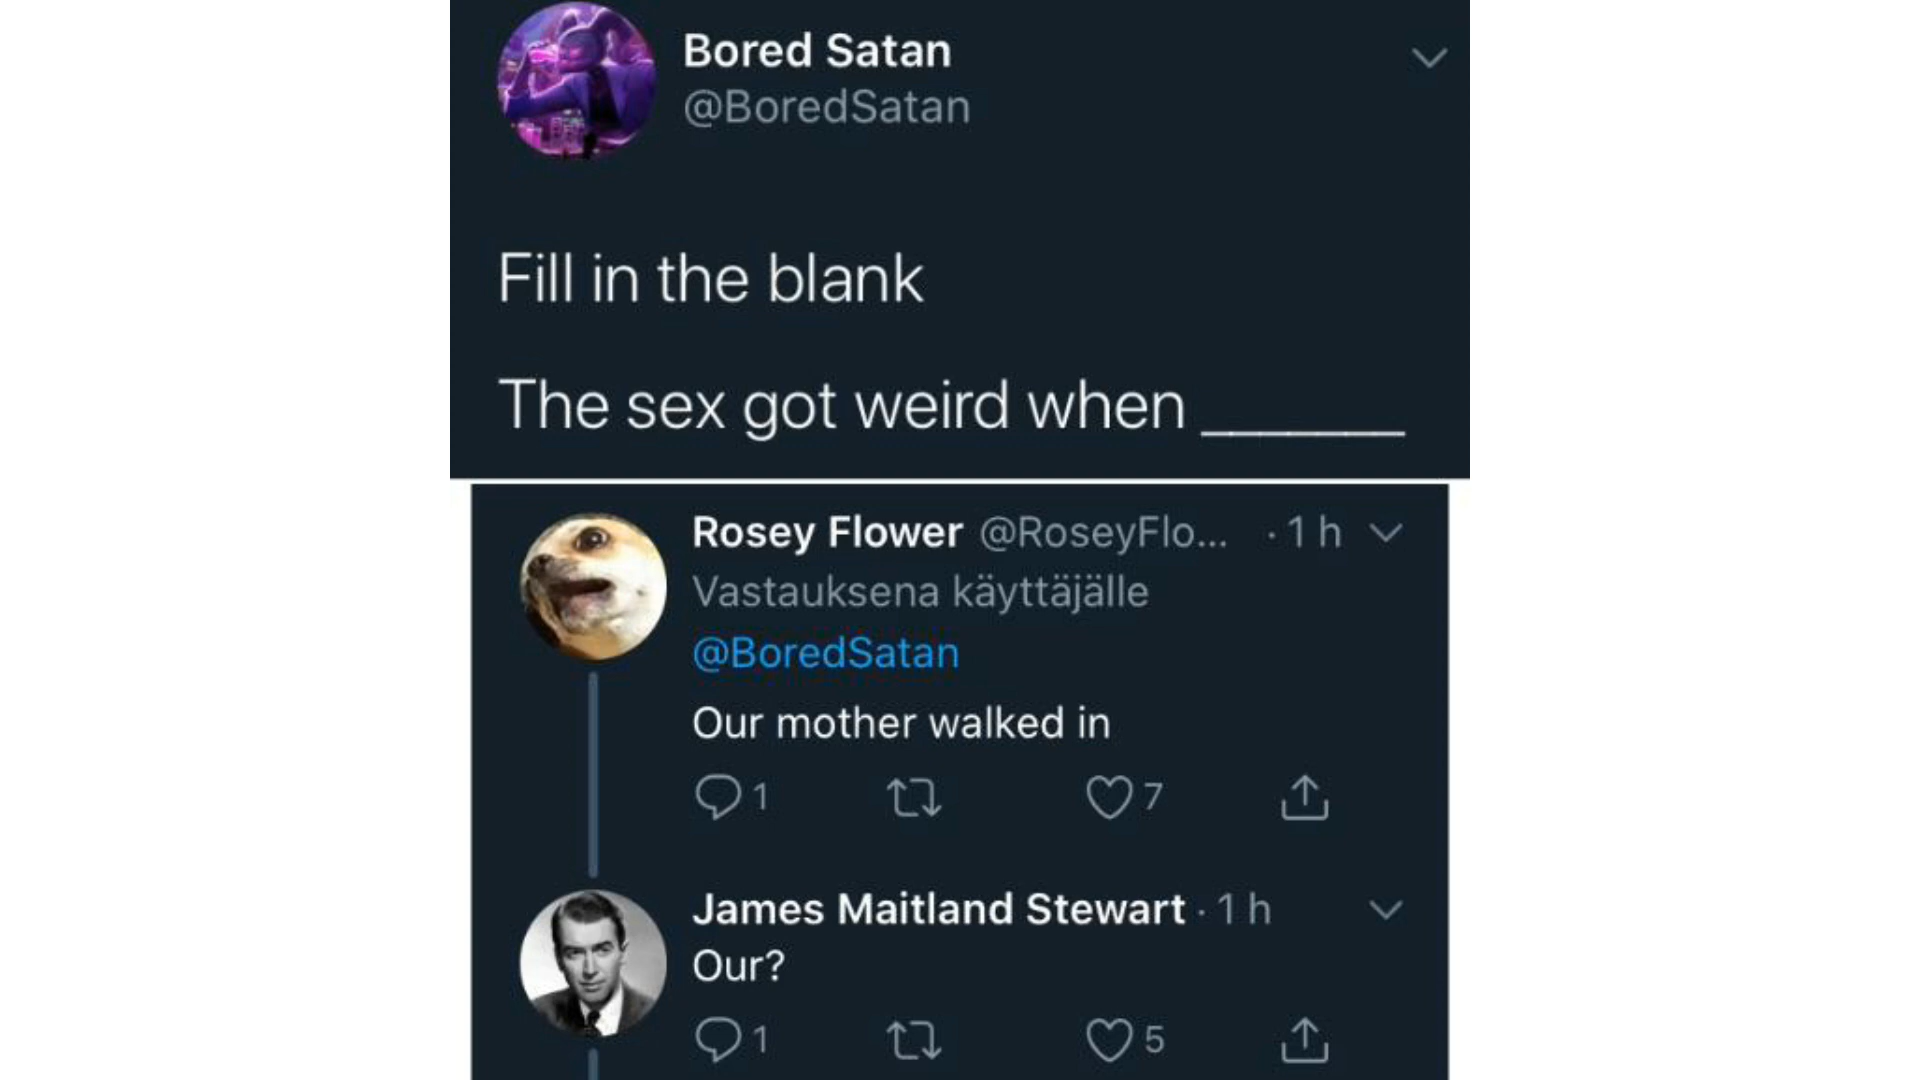 Bored Satan
@BoredSatan
Fill in the blank
The sex got weird when _______
Rosey Flower @RoseyFlo... · 1 h
Vastauksena käyttäjälle
@BoredSatan
Our mother walked in
1 7
James Maitland Stewart · 1 h
Our?
1 5